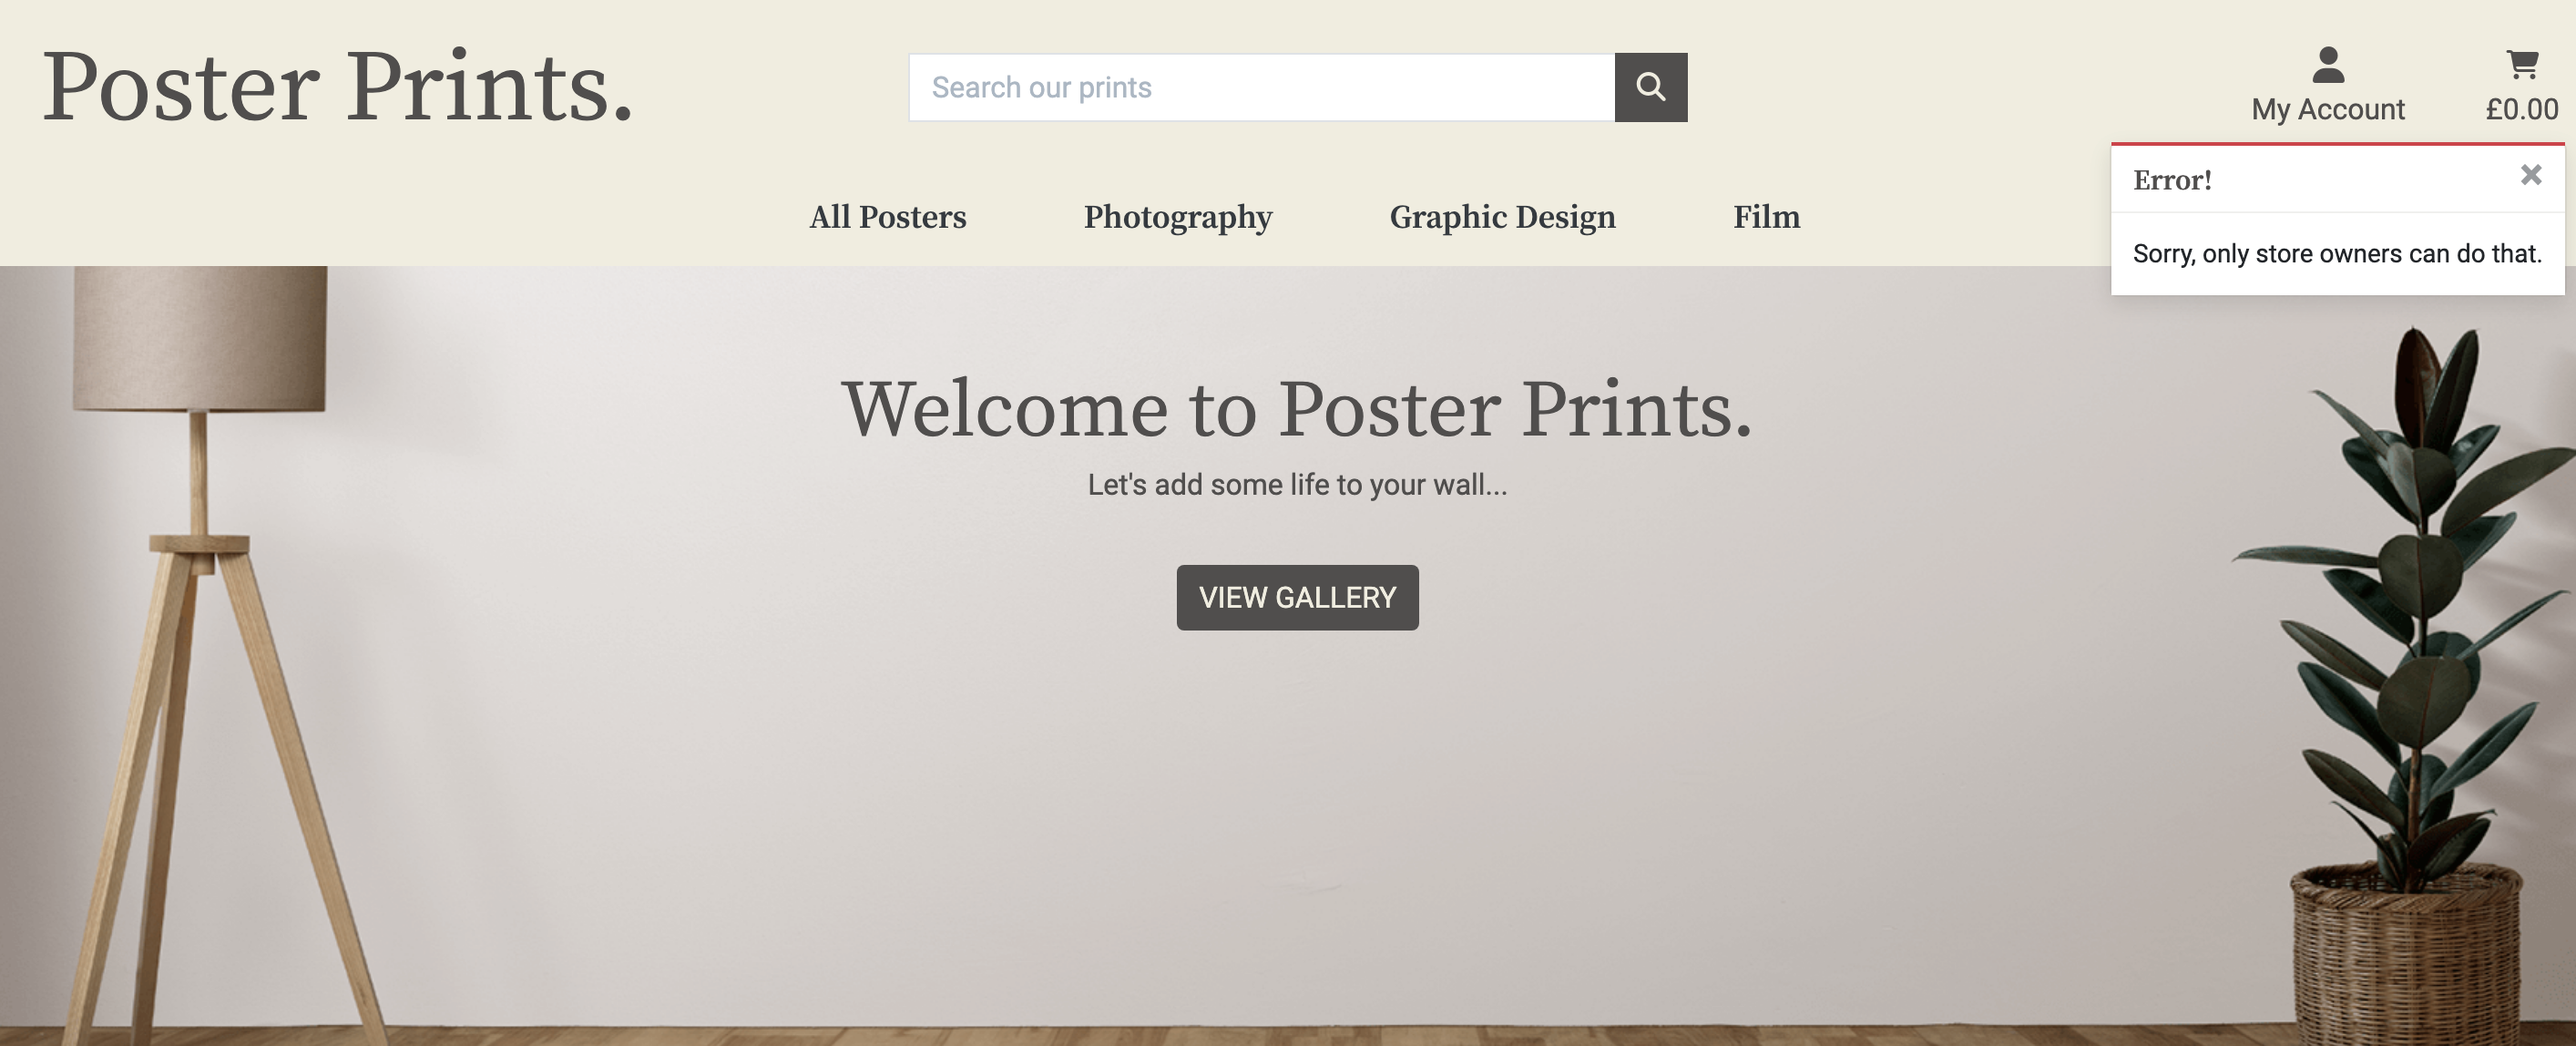 Poster Prints.
Search our prints
My Account
£0.00
All Posters
Photography
Graphic Design
Film
Error!
Sorry, only store owners can do that.
Welcome to Poster Prints.
Let's add some life to your wall...
VIEW GALLERY